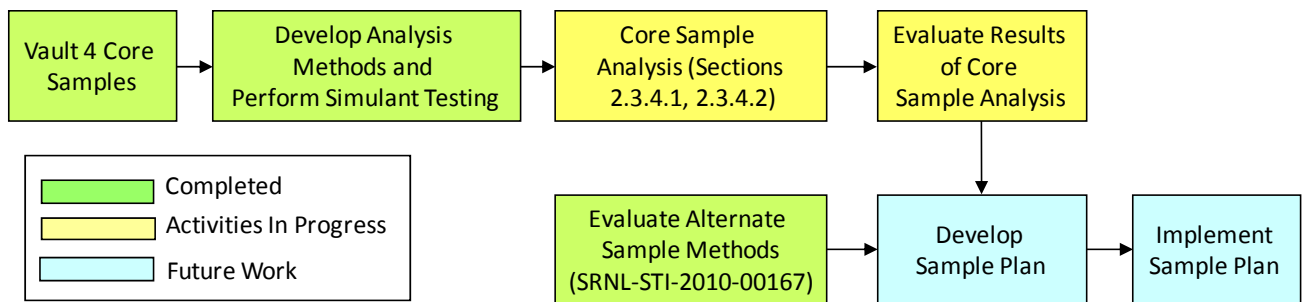 Vault 4 Core
Samples
Develop Analysis
Methods and
Perform Simulant Testing
Core Sample
Analysis (Sections
2.3.4.1, 2.3.4.2)
Evaluate Results
of Core
Sample Analysis
Completed
Activities In Progress
Future Work
Evaluate Alternate
Sample Methods
(SRNL-STI-2010-00167)
Develop
Sample Plan
Implement
Sample Plan